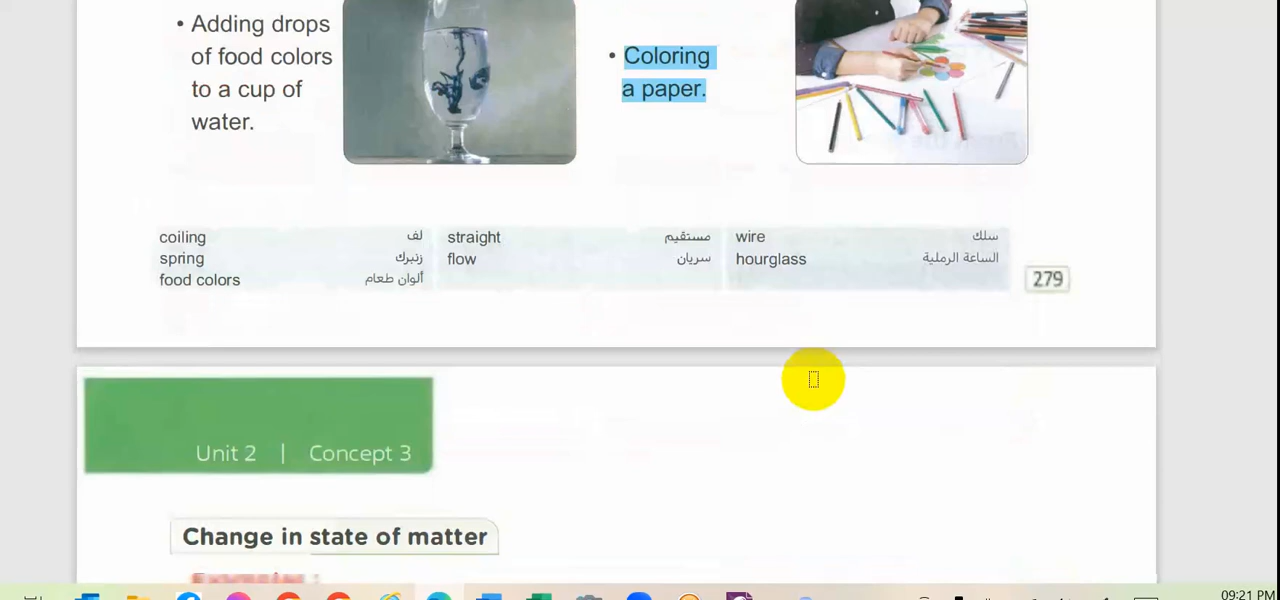 • Adding drops
of food colors
to a cup of
water.
• Coloring
a paper.
coiling لف
spring زنبرك
food colors ألوان طعام
straight مستقيم
flow سريان
wire سلك
hourglass الساعة الرملية
279
Unit 2 | Concept 3
Change in state of matter
09:21 PM